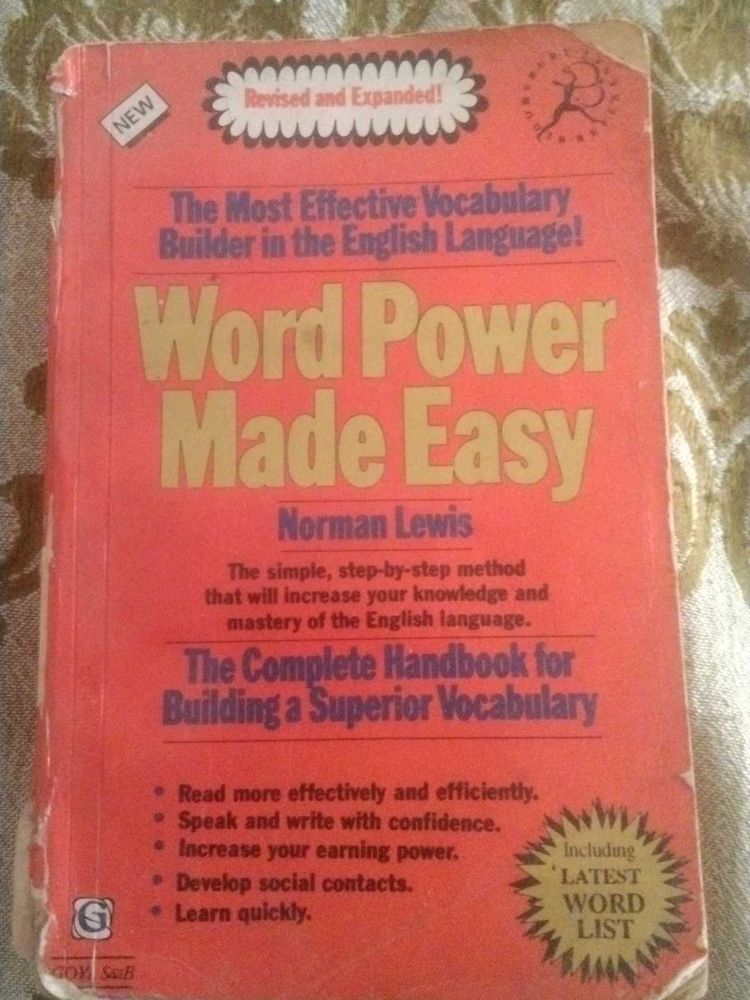 NEW
Revised and Expanded!
The Most Effective Vocabulary
Builder in the English Language!
Word Power
Made Easy
Norman Lewis
The simple, step-by-step method
that will increase your knowledge and
mastery of the English language.
The Complete Handbook for
Building a Superior Vocabulary
• Read more effectively and efficiently.
• Speak and write with confidence.
• Increase your earning power.
• Develop social contacts.
• Learn quickly.
Including
LATEST
WORD
LIST